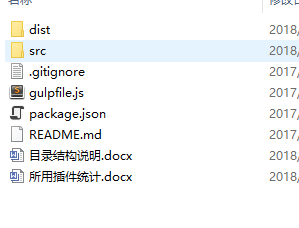 名称
dist 2018/
src 2018/
.gitignore 2017/
gulpfile.js 2017/
package.json 2017/
README.md 2017/
目录结构说明.docx 2018/
所用插件统计.docx 2018/